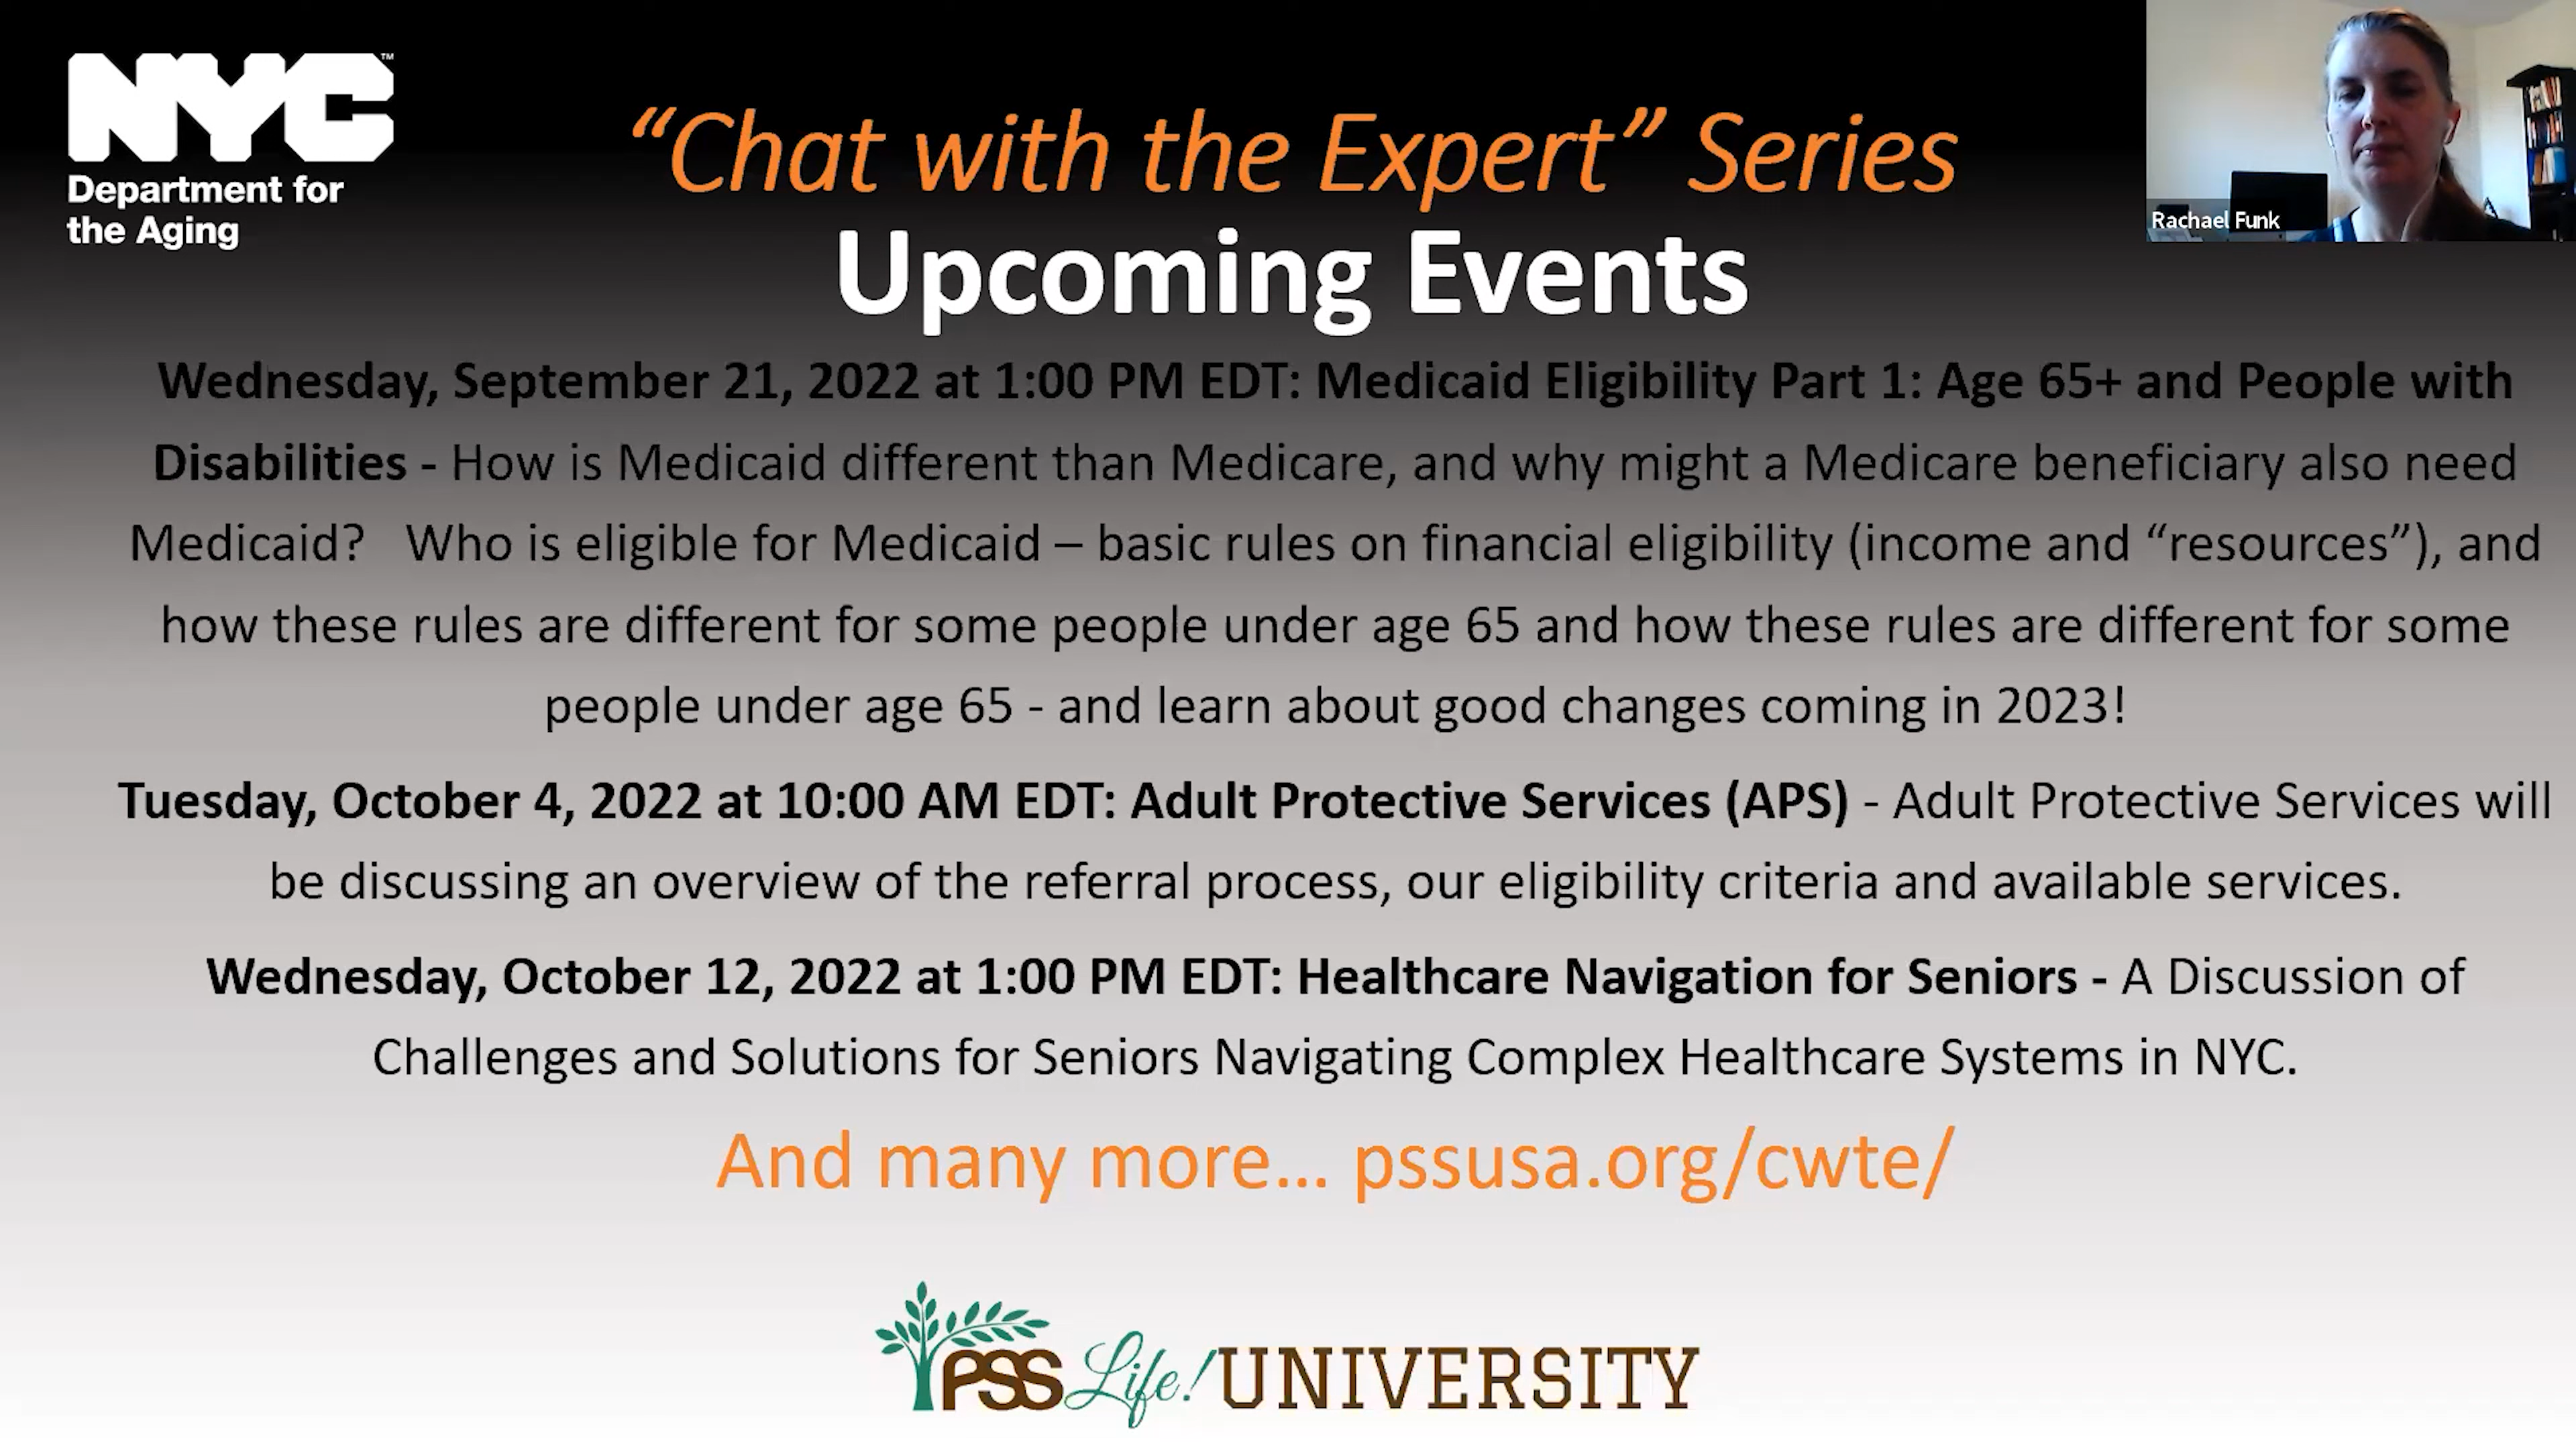 NYC™
Department for
the Aging
“Chat with the Expert” Series
Upcoming Events
Rachael Funk
Wednesday, September 21, 2022 at 1:00 PM EDT: Medicaid Eligibility Part 1: Age 65+ and People with
Disabilities - How is Medicaid different than Medicare, and why might a Medicare beneficiary also need
Medicaid? Who is eligible for Medicaid – basic rules on financial eligibility (income and “resources”), and
how these rules are different for some people under age 65 and how these rules are different for some
people under age 65 - and learn about good changes coming in 2023!
Tuesday, October 4, 2022 at 10:00 AM EDT: Adult Protective Services (APS) - Adult Protective Services will
be discussing an overview of the referral process, our eligibility criteria and available services.
Wednesday, October 12, 2022 at 1:00 PM EDT: Healthcare Navigation for Seniors - A Discussion of
Challenges and Solutions for Seniors Navigating Complex Healthcare Systems in NYC.
And many more... pssusa.org/cwte/
PSS Life! UNIVERSITY